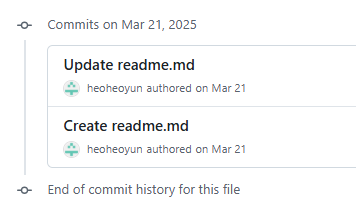 Commits on Mar 21, 2025
Update readme.md
heoheoyun authored on Mar 21
Create readme.md
heoheoyun authored on Mar 21
End of commit history for this file